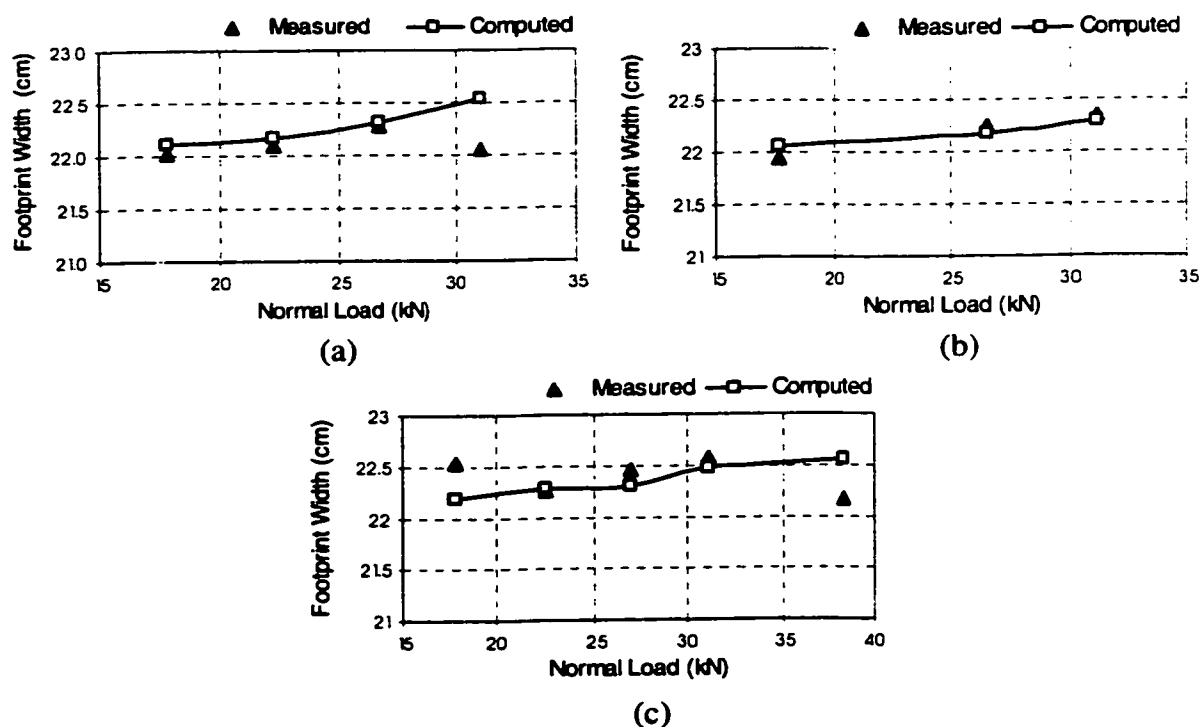 ▲ Measured —□— Computed
Footprint Width (cm)
23.0
22.5
22.0
21.5
21.0
15 20 25 30 35
Normal Load (kN)
(a)
▲ Measured —□— Computed
Footprint Width (cm)
23
22.5
22
21.5
21
15 20 25 30 35
Normal Load (kN)
(b)
▲ Measured —□— Computed
Footprint Width (cm)
23
22.5
22
21.5
21
15 20 25 30 35 40
Normal Load (kN)
(c)